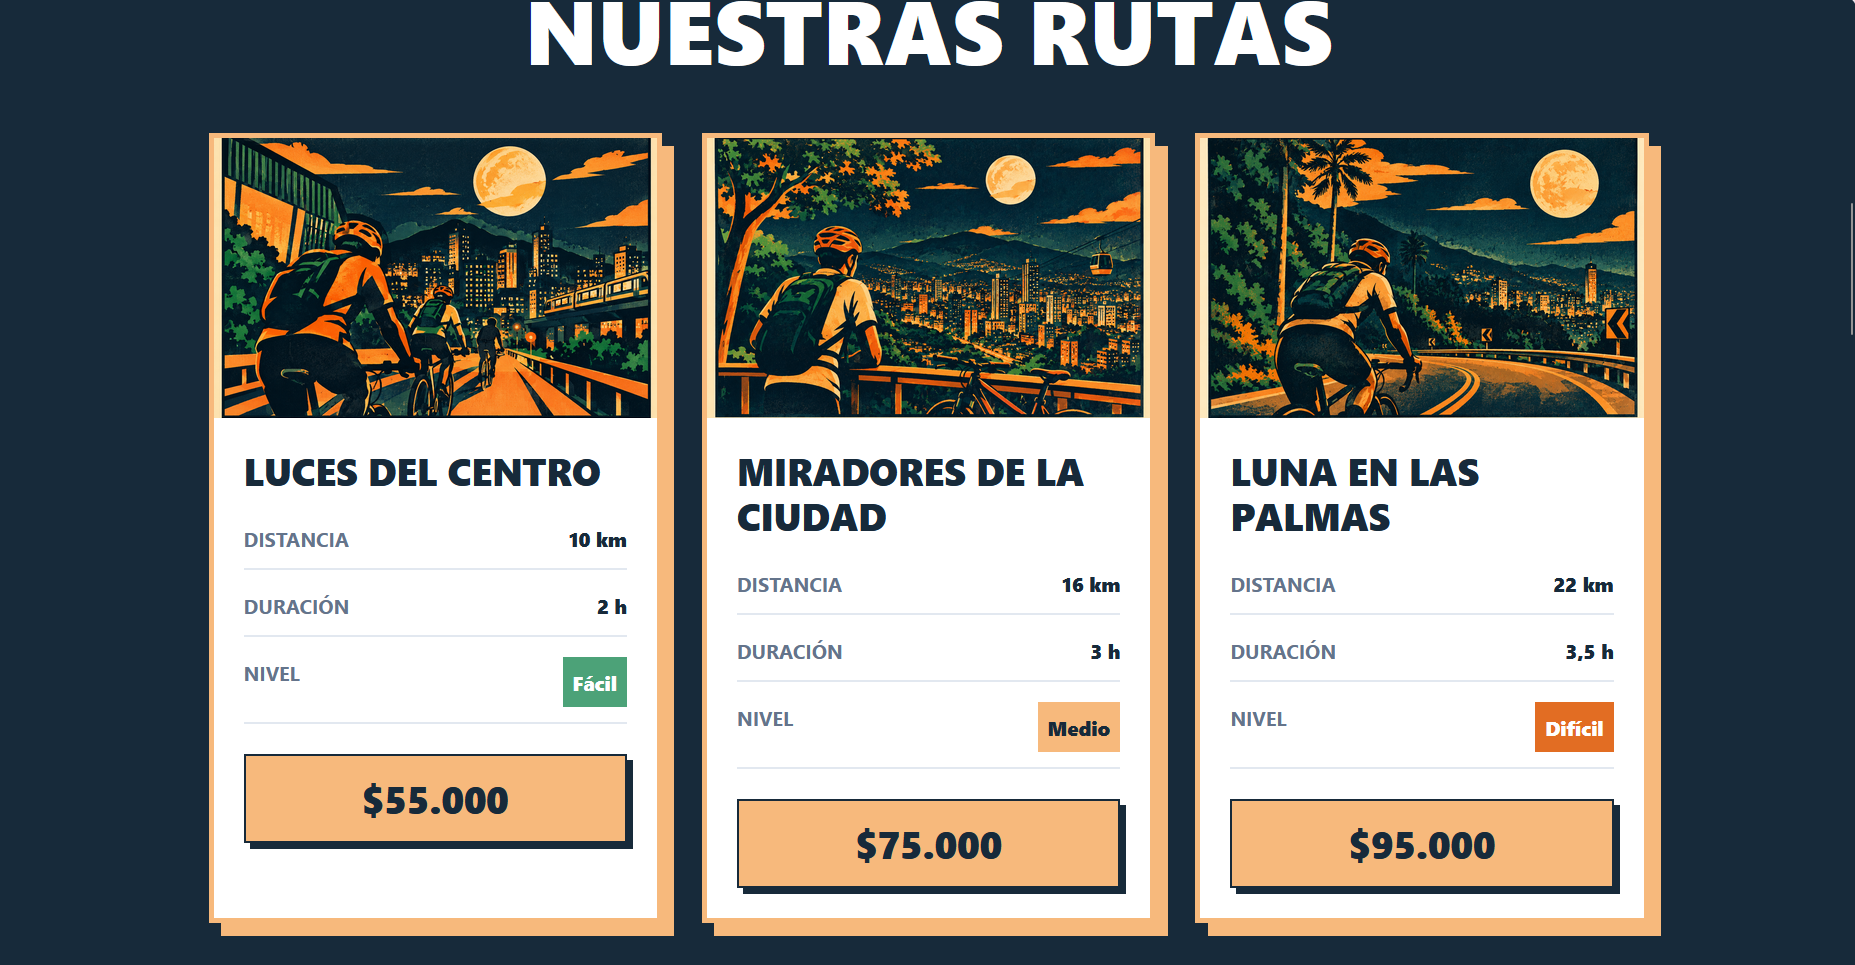 NUESTRAS RUTAS
LUCES DEL CENTRO
DISTANCIA 10 km
DURACIÓN 2 h
NIVEL Fácil
$55.000
MIRADORES DE LA
CIUDAD
DISTANCIA 16 km
DURACIÓN 3 h
NIVEL Medio
$75.000
LUNA EN LAS
PALMAS
DISTANCIA 22 km
DURACIÓN 3,5 h
NIVEL Difícil
$95.000